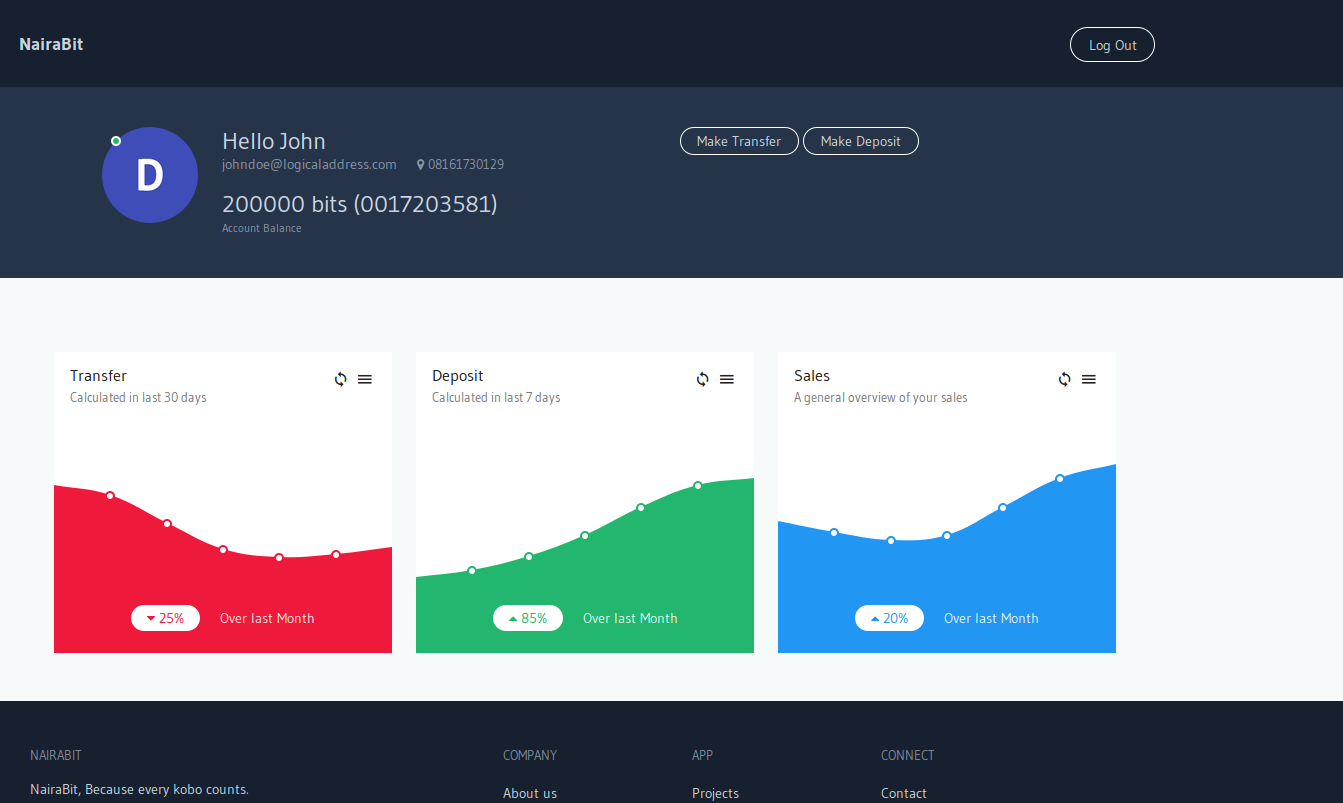 NairaBit
Log Out
D
Hello John
johndoe@logicaladdress.com 08161730129
200000 bits (0017203581)
Account Balance
Make Transfer
Make Deposit
Transfer
Calculated in last 30 days
25% Over last Month
Deposit
Calculated in last 7 days
85% Over last Month
Sales
A general overview of your sales
20% Over last Month
NAIRABIT
NairaBit, Because every kobo counts.
COMPANY
About us
APP
Projects
CONNECT
Contact